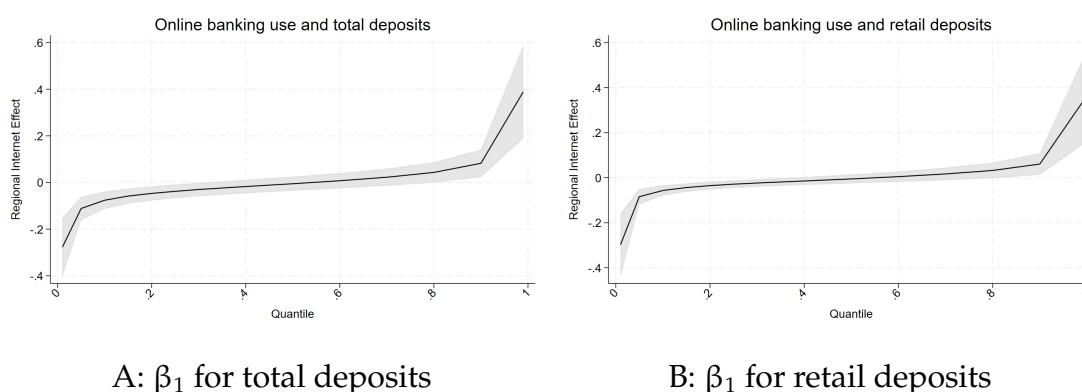 Online banking use and total deposits
Regional Internet Effect
.6
.4
.2
0
-.2
-.4
0
.2
.4
.6
.8
1
Quantile
A: β₁ for total deposits
Online banking use and retail deposits
Regional Internet Effect
.6
.4
.2
0
-.2
-.4
0
.2
.4
.6
.8
Quantile
B: β₁ for retail deposits